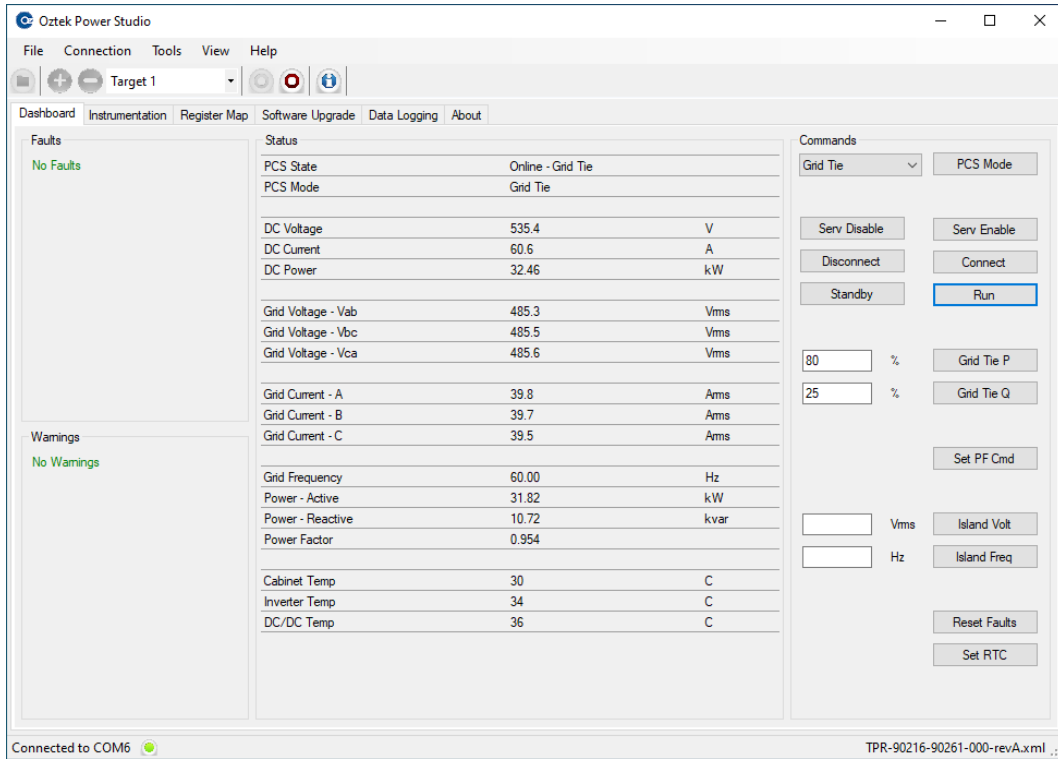 Oztek Power Studio
File Connection Tools View Help
Target 1
Dashboard Instrumentation Register Map Software Upgrade Data Logging About
Faults
No Faults
Warnings
No Warnings
Status
PCS State Online - Grid Tie
PCS Mode Grid Tie
DC Voltage 535.4 V
DC Current 60.6 A
DC Power 32.46 kW
Grid Voltage - Vab 485.3 Vrms
Grid Voltage - Vbc 485.5 Vrms
Grid Voltage - Vca 485.6 Vrms
Grid Current - A 39.8 Arms
Grid Current - B 39.7 Arms
Grid Current - C 39.5 Arms
Grid Frequency 60.00 Hz
Power - Active 31.82 kW
Power - Reactive 10.72 kvar
Power Factor 0.954
Cabinet Temp 30 C
Inverter Temp 34 C
DC/DC Temp 36 C
Commands
Grid Tie PCS Mode
Serv Disable Serv Enable
Disconnect Connect
Standby Run
80 % Grid Tie P
25 % Grid Tie Q
Set PF Cmd
Vrms Island Volt
Hz Island Freq
Reset Faults
Set RTC
Connected to COM6 TPR-90216-90261-000-revA.xml